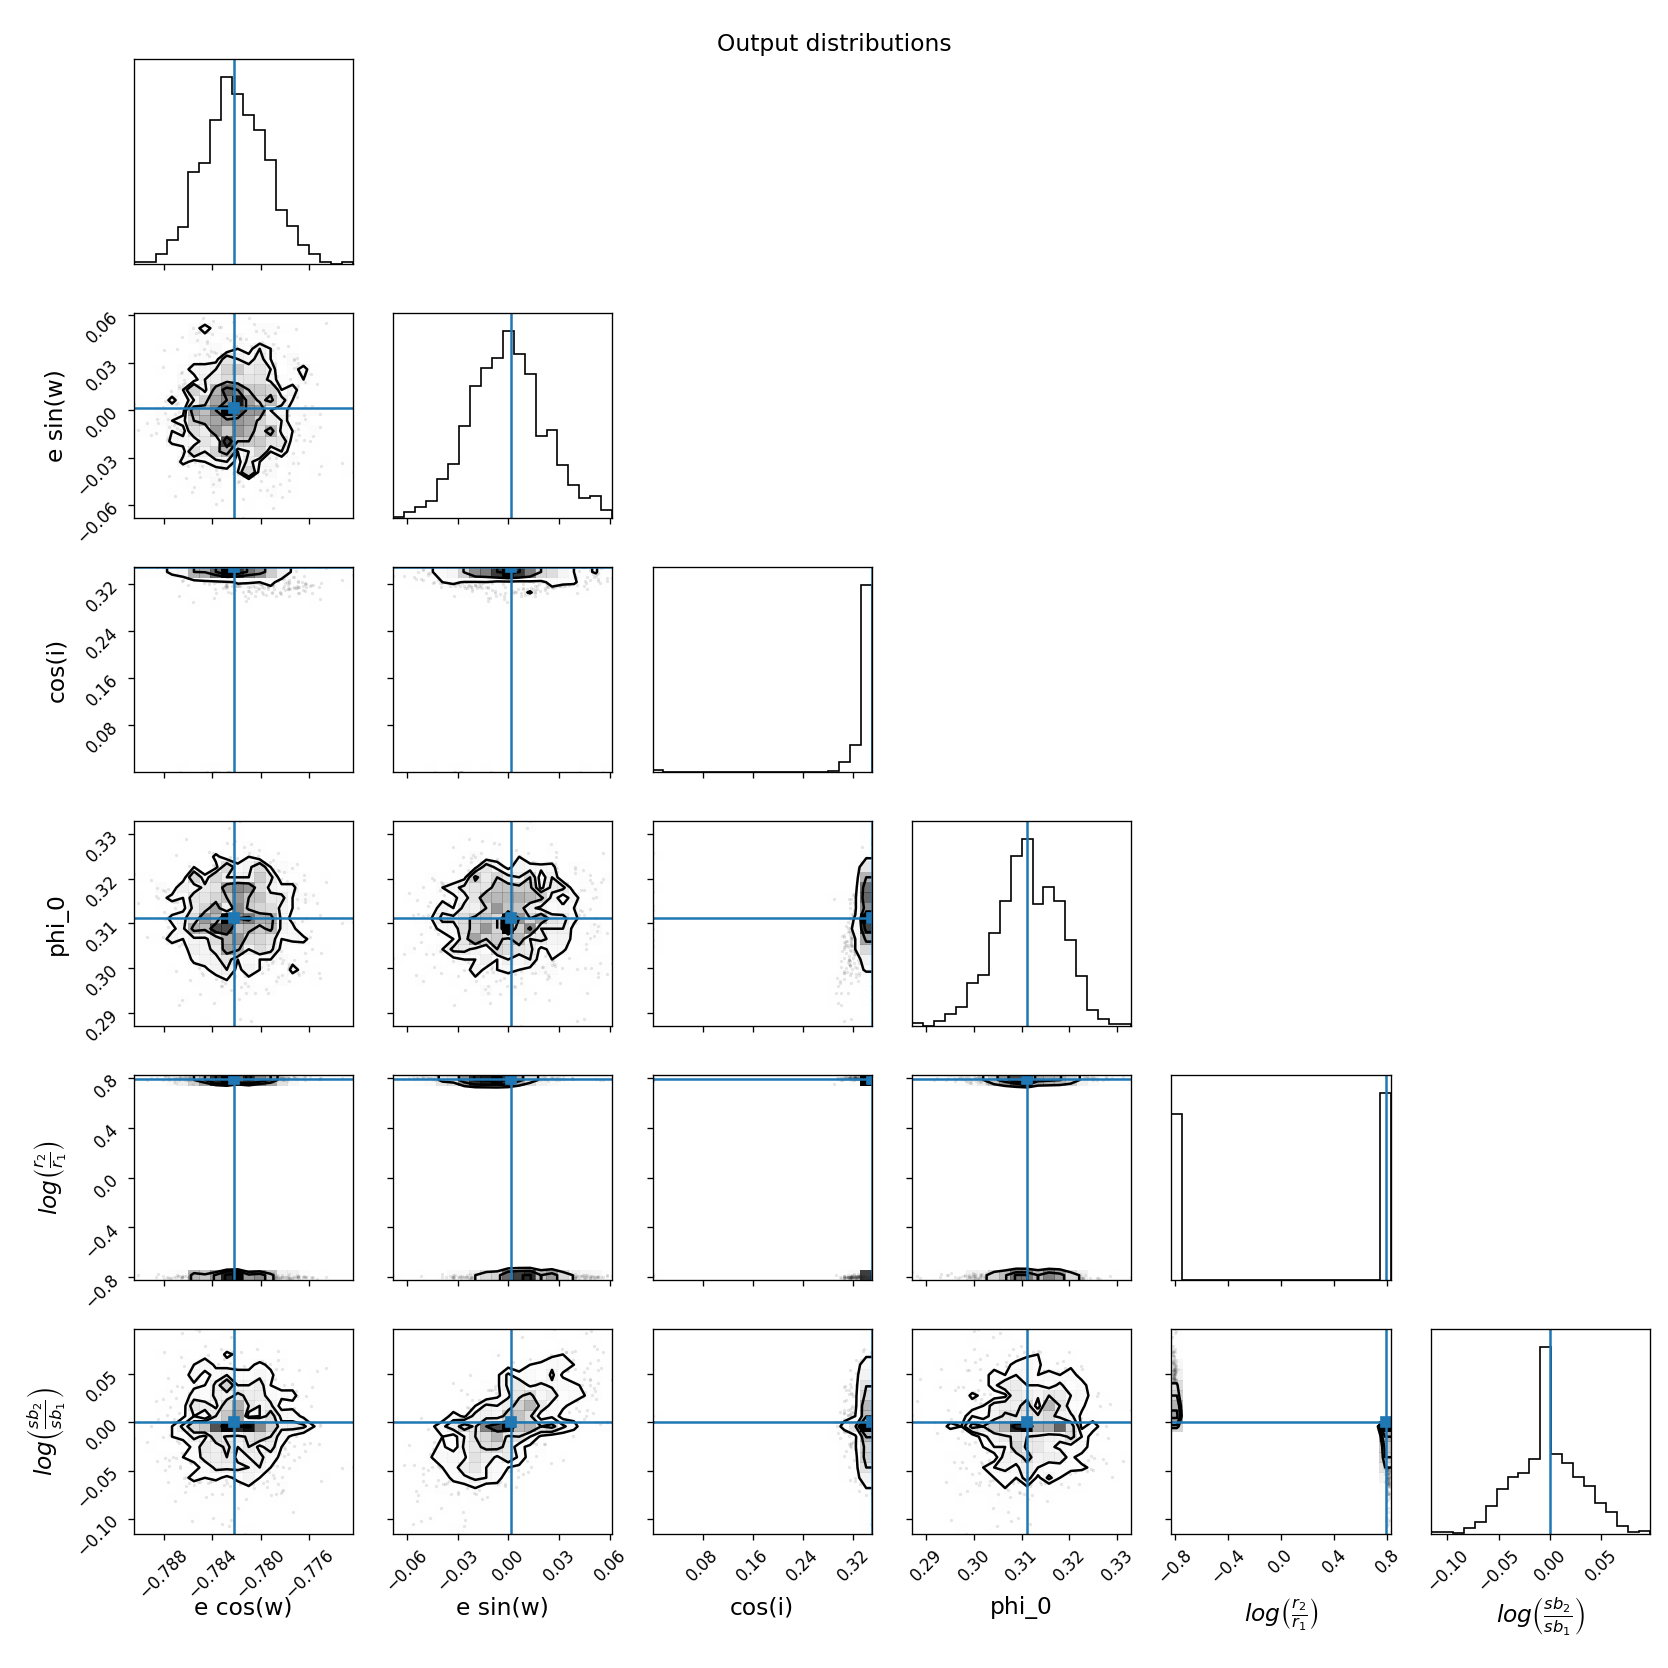 Output distributions
0.06
0.03
0.00
−0.03
−0.06
e sin(w)
0.32
0.24
0.16
0.08
cos(i)
0.33
0.32
0.31
0.30
0.29
phi_0
0.8
0.4
0.0
−0.4
−0.8
log(r2/r1)
0.05
0.00
−0.05
−0.10
log(sb2/sb1)
−0.788 −0.784 −0.780 −0.776 −0.06 −0.03 0.00 0.03 0.06 0.08 0.16 0.24 0.32 0.29 0.30 0.31 0.32 0.33 −0.8 −0.4 0.0 0.4 0.8 −0.10 −0.05 0.00 0.05
e cos(w) e sin(w) cos(i) phi_0 log(r2/r1) log(sb2/sb1)